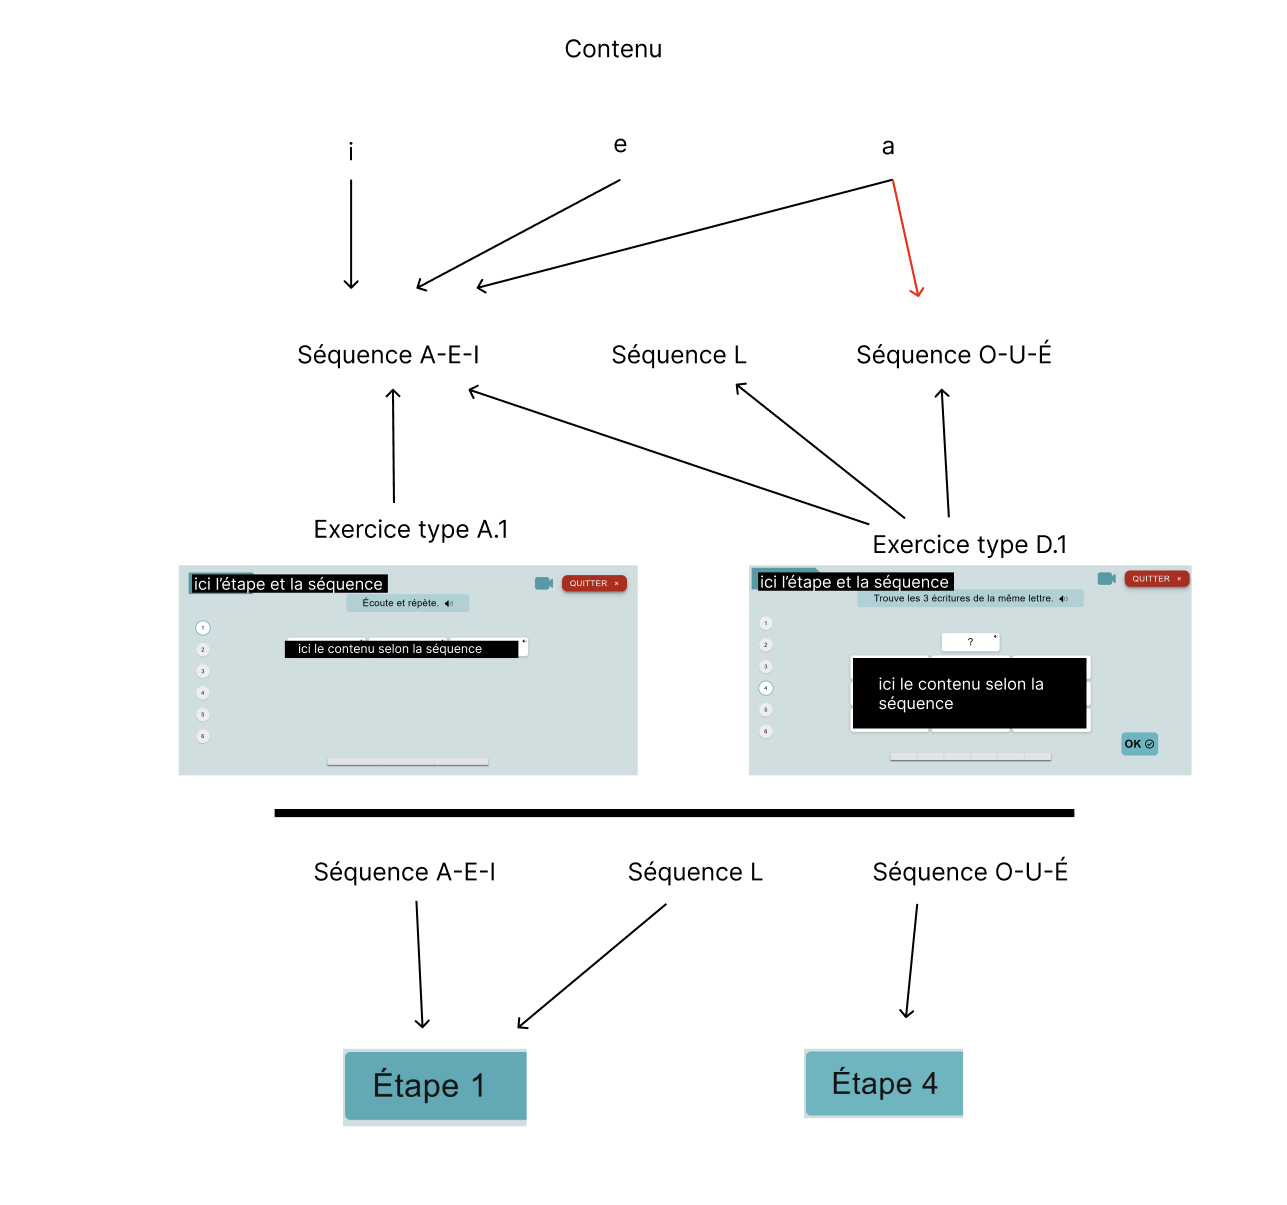 Contenu
i
e
a
Séquence A-E-I
Séquence L
Séquence O-U-É
Exercice type A.1
Exercice type D.1
ici l'étape et la séquence
QUITTER ×
Écoute et répète.
1
2
3
4
5
6
ici le contenu selon la séquence
ici l'étape et la séquence
QUITTER ×
Trouve les 3 écritures de la même lettre.
1
2
3
4
5
6
?
ici le contenu selon la
séquence
OK
Séquence A-E-I
Séquence L
Séquence O-U-É
Étape 1
Étape 4